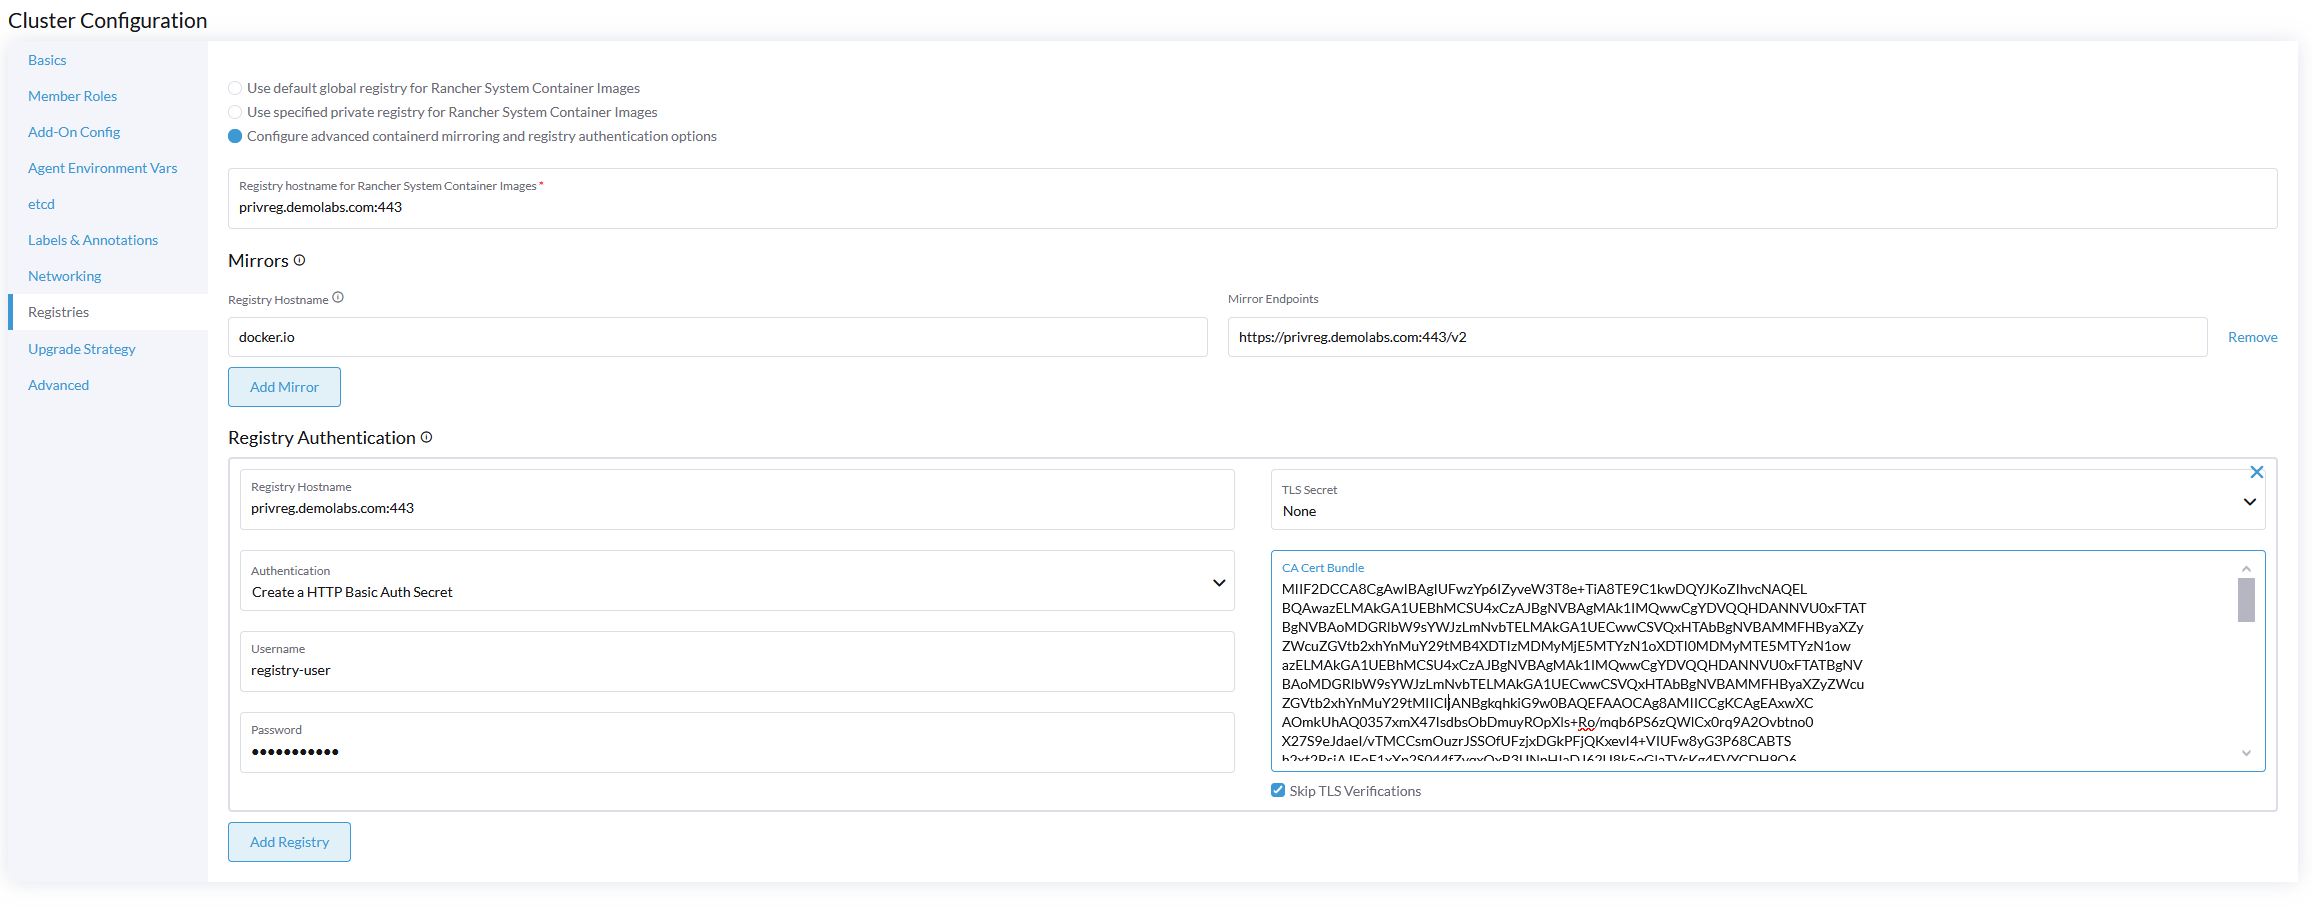 Cluster Configuration
Basics
Member Roles
Add-On Config
Agent Environment Vars
etcd
Labels & Annotations
Networking
Registries
Upgrade Strategy
Advanced
Use default global registry for Rancher System Container Images
Use specified private registry for Rancher System Container Images
Configure advanced containerd mirroring and registry authentication options
Registry hostname for Rancher System Container Images *
privreg.demolabs.com:443
Mirrors
Registry Hostname
Mirror Endpoints
docker.io
https://privreg.demolabs.com:443/v2
Remove
Add Mirror
Registry Authentication
Registry Hostname
privreg.demolabs.com:443
TLS Secret
None
Authentication
Create a HTTP Basic Auth Secret
Username
registry-user
Password
•••••••••••
CA Cert Bundle
MIIF2DCCA8CgAwIBAgIUFwzYp6IZyveW3T8e+TiA8TE9C1kwDQYJKoZIhvcNAQEL
BQAwazELMAkGA1UEBhMCSU4xCzAJBgNVBAgMAk1IMQwwCgYDVQQHDANNVU0xFTAT
BgNVBAoMDGRlbW9sYWJzLmNvbTELMAkGA1UECwwCSVQxHTAbBgNVBAMMFHByaXZy
ZWcuZGVtb2xhYnMuY29tMB4XDTIzMDMyMjE5MTYzN1oXDTI0MDMyMTE5MTYzN1ow
azELMAkGA1UEBhMCSU4xCzAJBgNVBAgMAk1IMQwwCgYDVQQHDANNVU0xFTATBgNV
BAoMDGRlbW9sYWJzLmNvbTELMAkGA1UECwwCSVQxHTAbBgNVBAMMFHByaXZyZWcu
ZGVtb2xhYnMuY29tMIICIjANBgkqhkiG9w0BAQEFAAOCAg8AMIICCgKCAgEAxwXC
AOmkUhAQ0357xmX47IsdbsObDmuyROpXls+Ro/mqb6PS6zQWlCx0rq9A2Ovbtno0
X27S9eJdaeI/vTMCCsmOuzrJSSOfUFzjxDGkPFjQKxevI4+VIUFw8yG3P68CABTS
Skip TLS Verifications
Add Registry